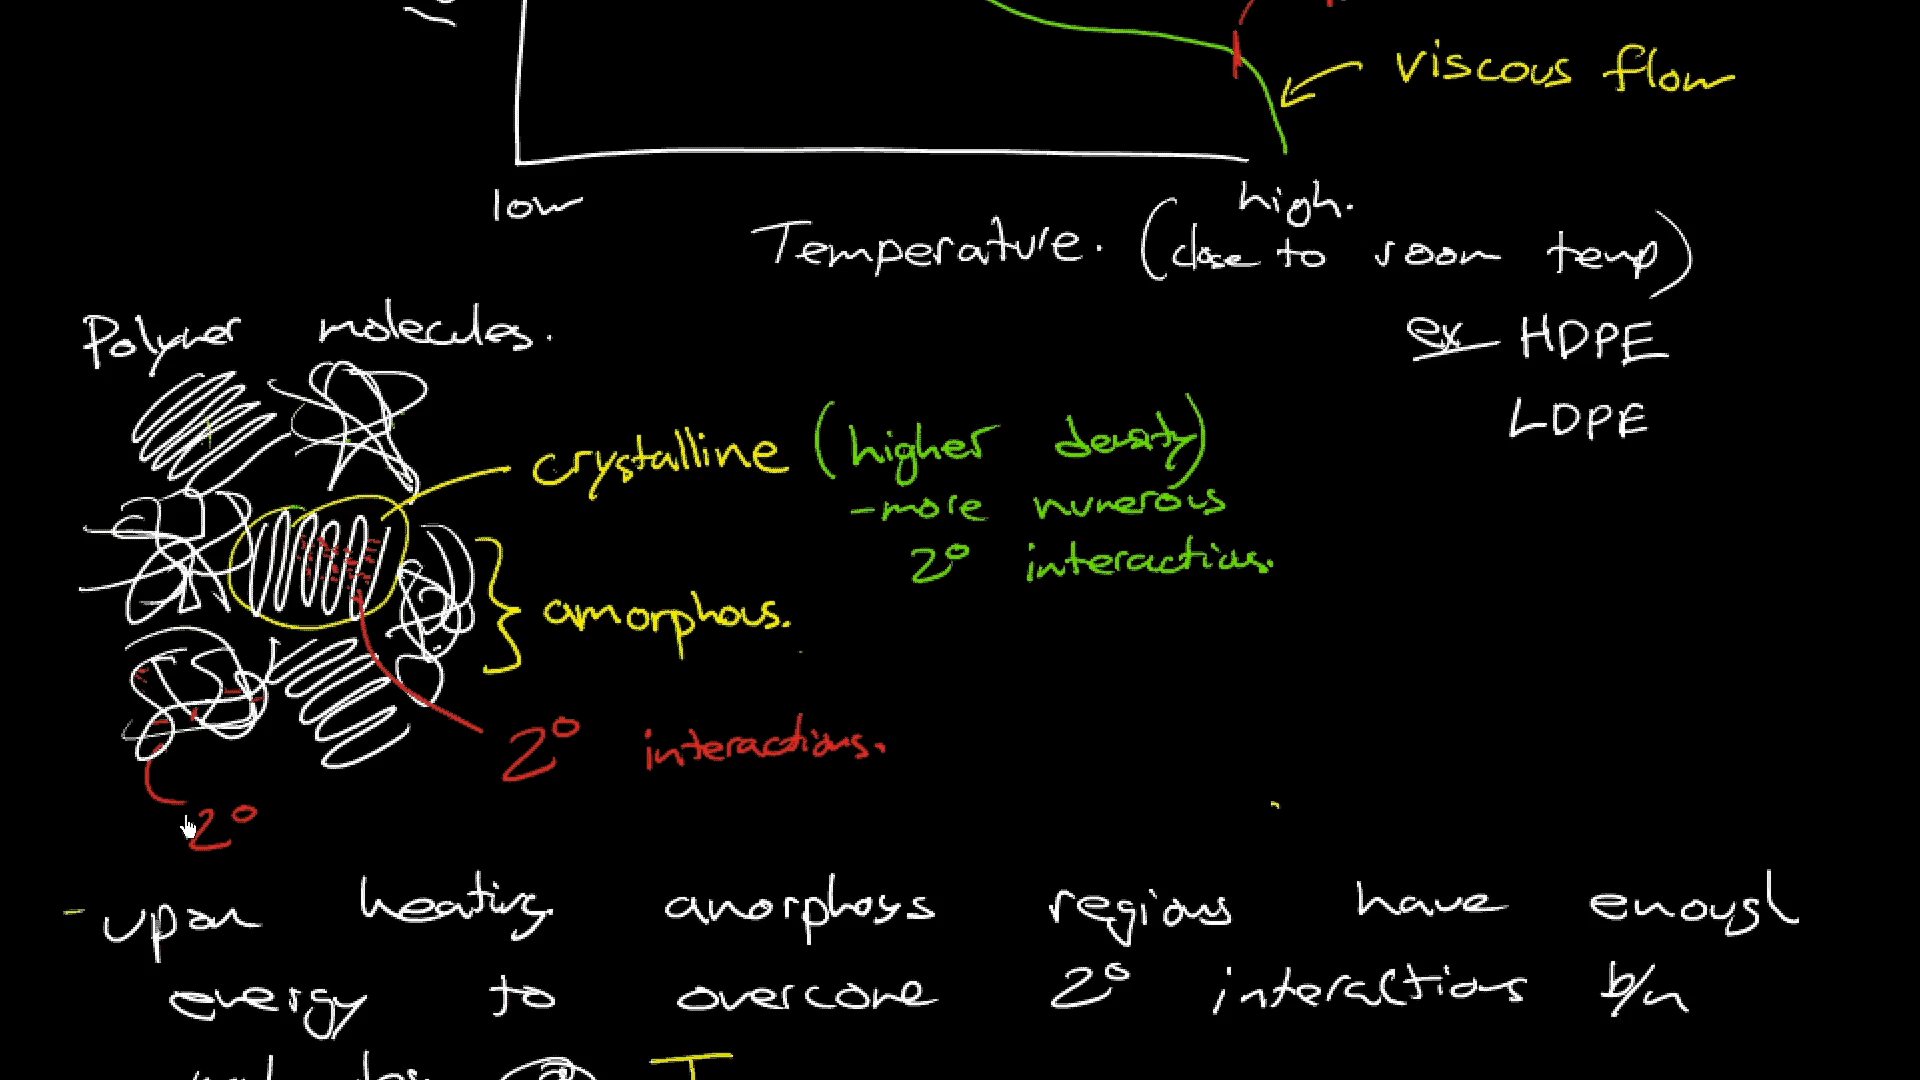 viscous flow
low
high.
Temperature. (close to room temp)
Polymer molecules.
ex HDPE
LDPE
crystalline (higher density)
-more numerous
2° interactions.
amorphous.
2° interactions.
2°
-upon heating amorphous regions have enough
energy to overcome 2° interactions b/n